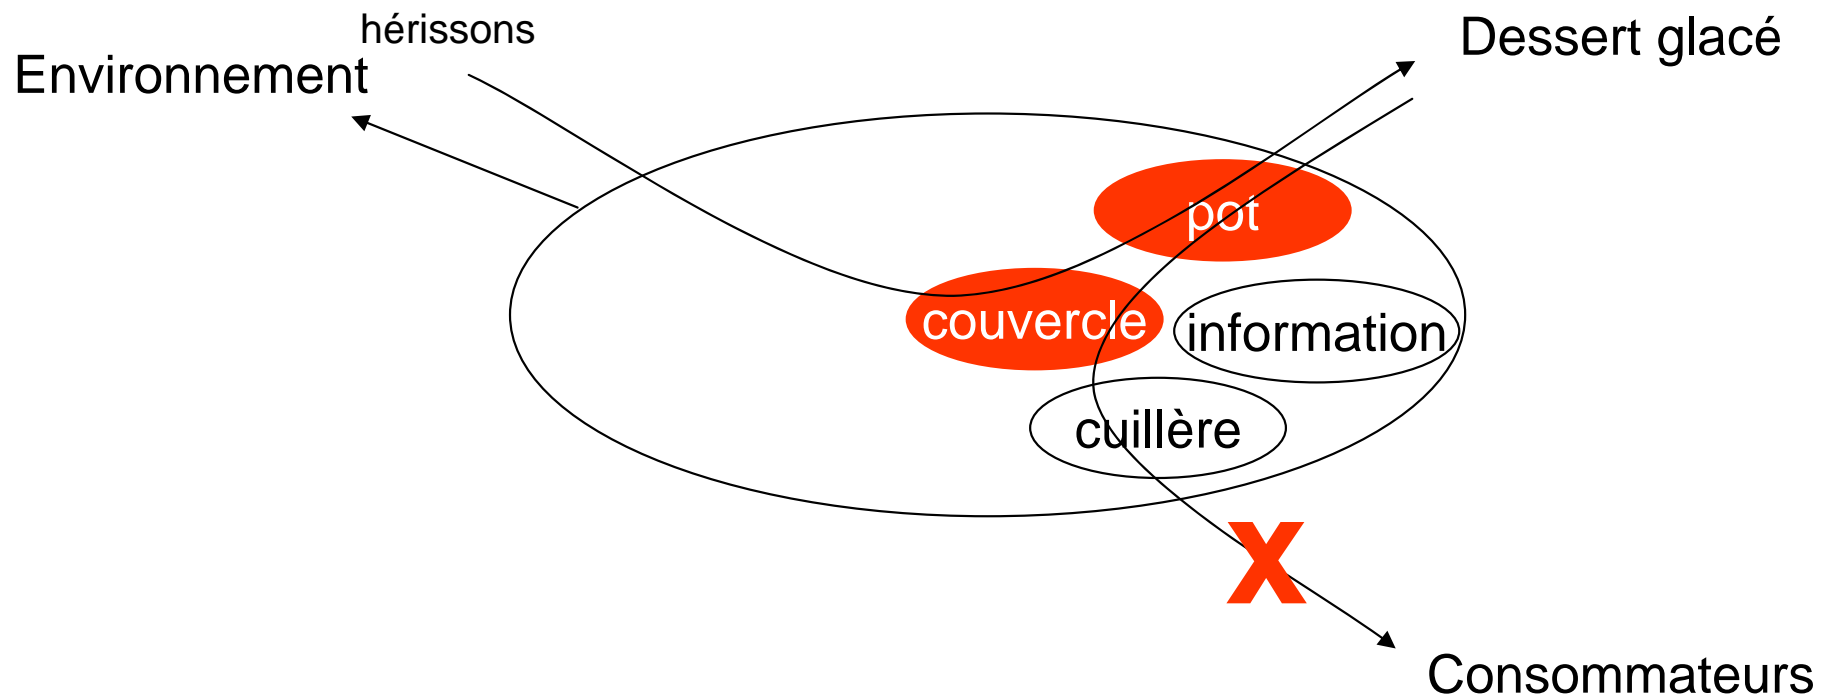 hérissons
Dessert glacé
Environnement
pot
couvercle
information
cuillère
X
Consommateurs